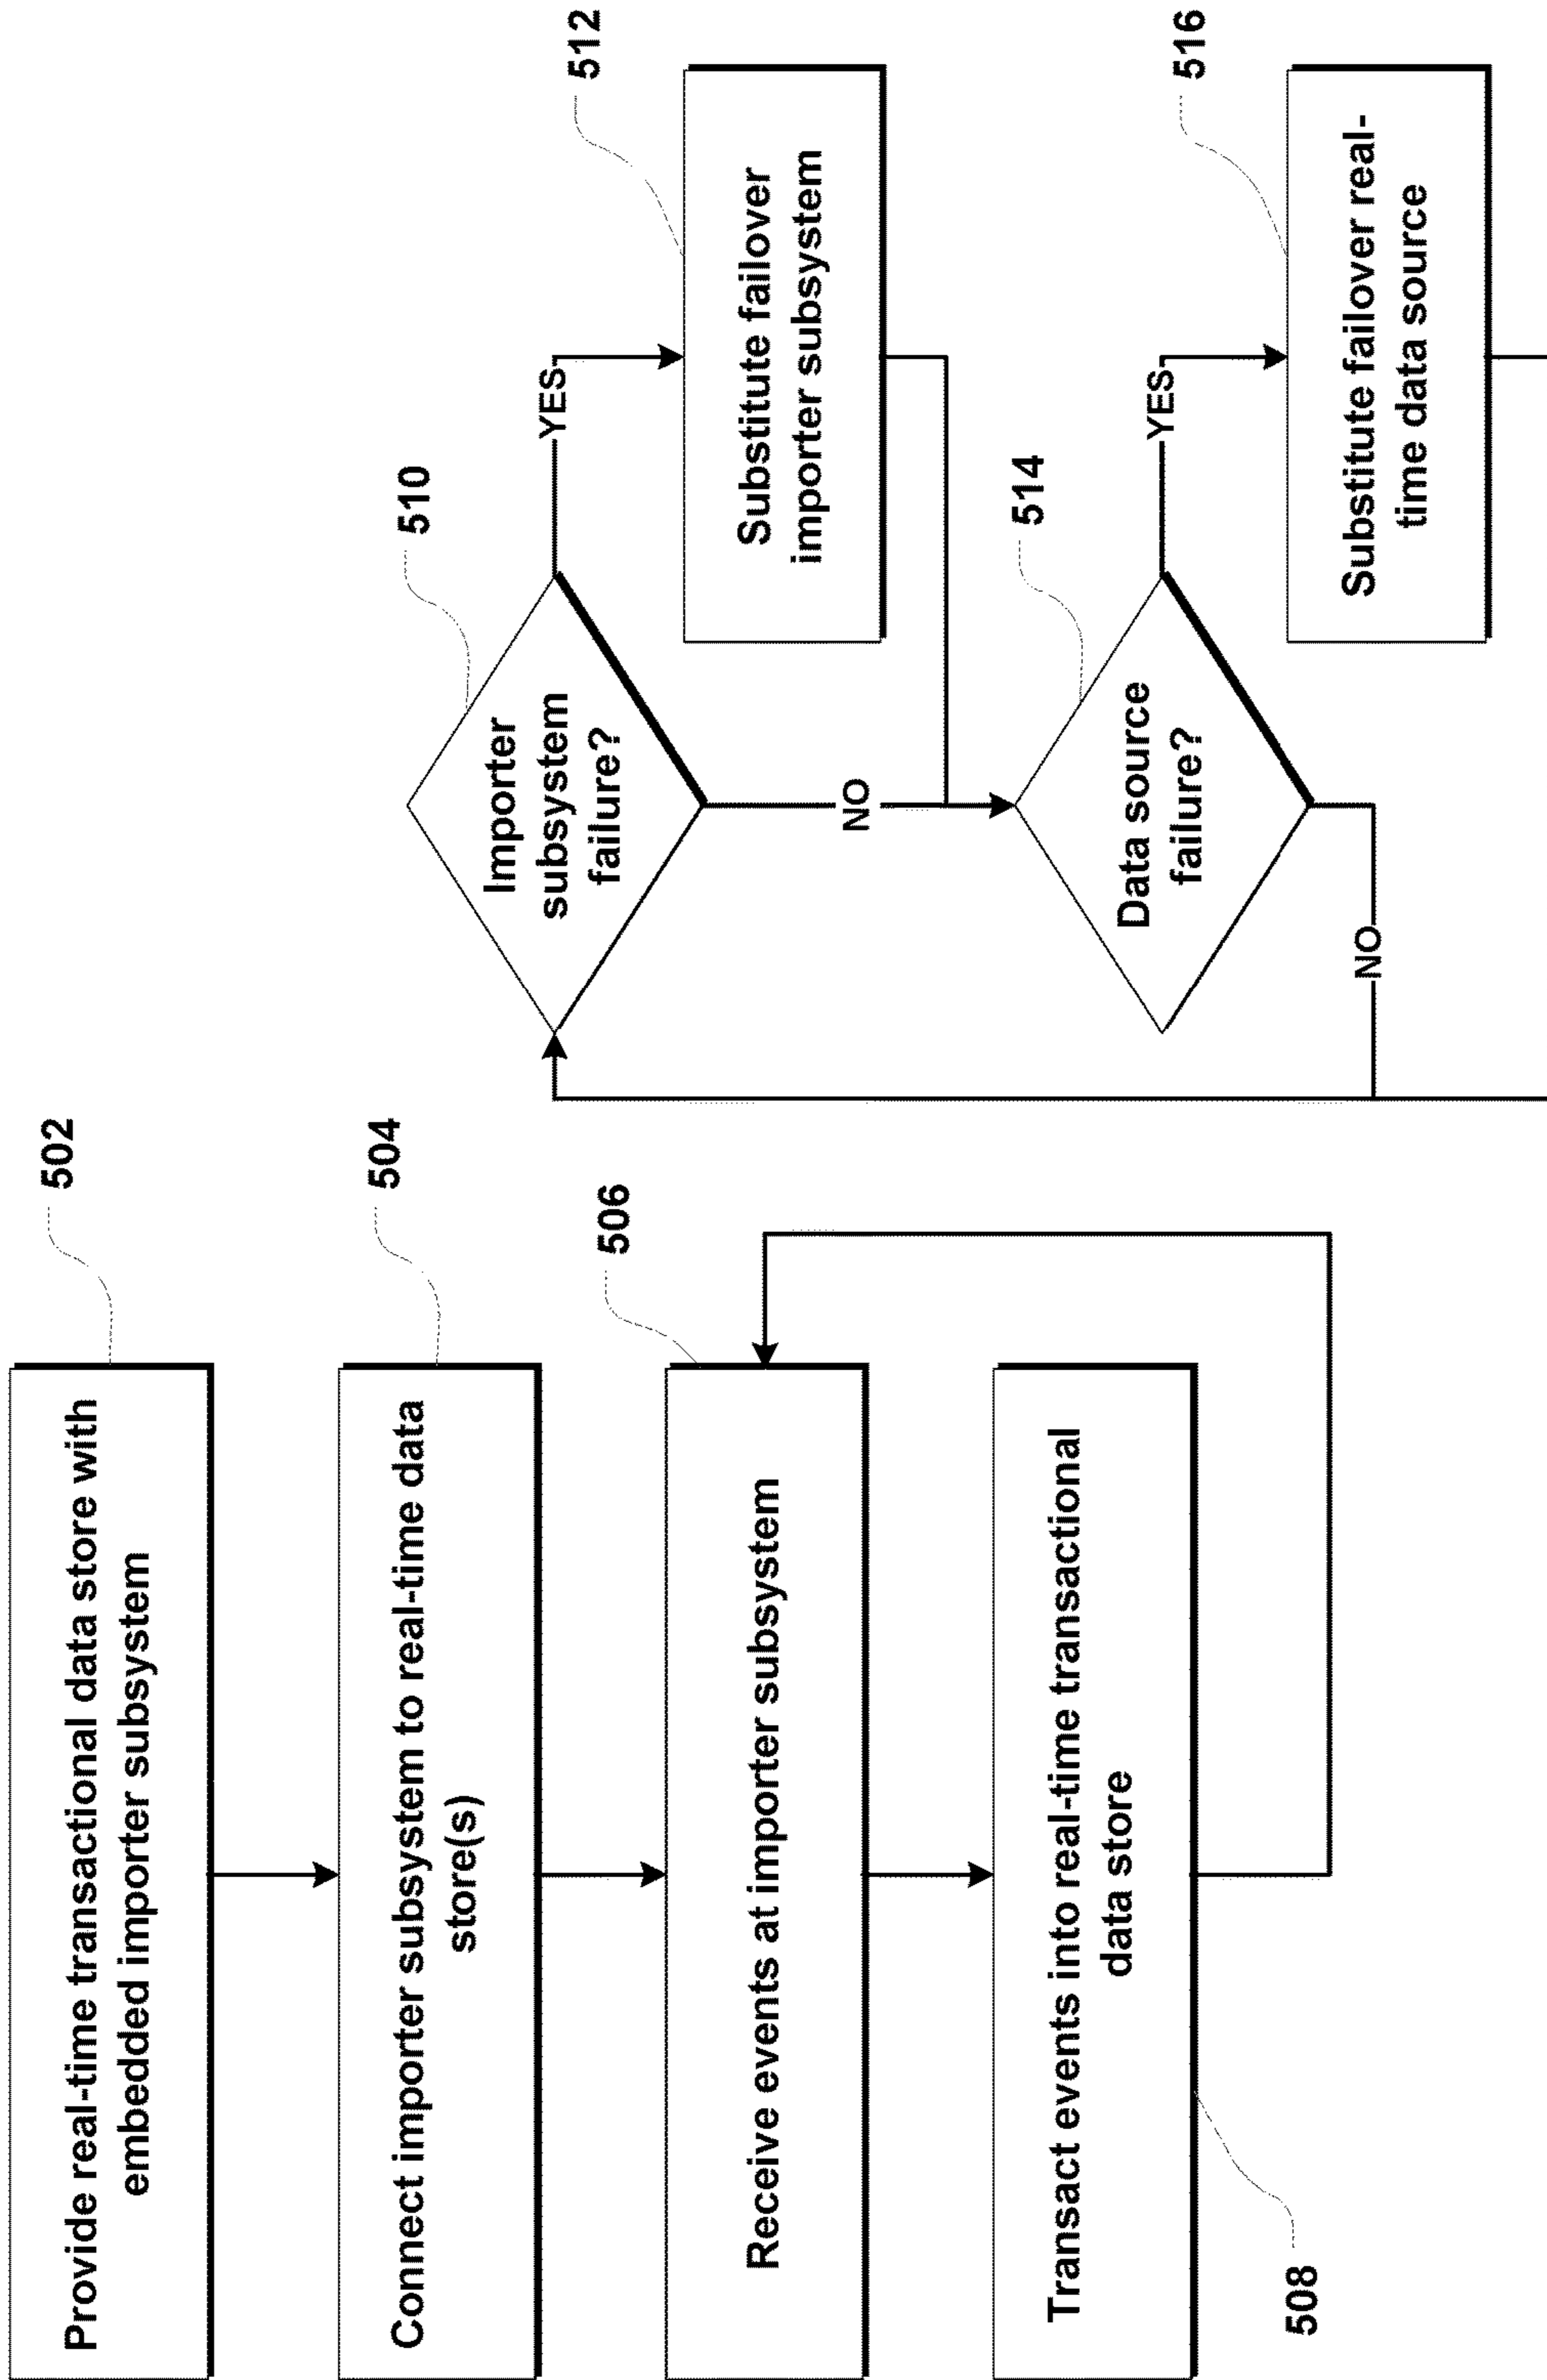 502
Provide real-time transactional data store with
embedded importer subsystem
504
Connect importer subsystem to real-time data
store(s)
506
Receive events at importer subsystem
Transact events into real-time transactional
data store
508
510
Importer
subsystem
failure?
YES
512
Substitute failover
importer subsystem
NO
514
Data source
failure?
YES
516
Substitute failover real-
time data source
NO